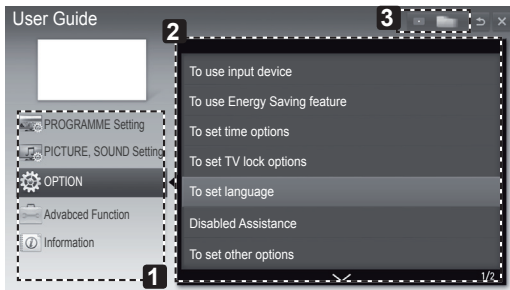 User Guide
3
2
To use input device
To use Energy Saving feature
To set time options
To set TV lock options
To set language
Disabled Assistance
To set other options
1/2
PROGRAMME Setting
PICTURE, SOUND Setting
OPTION
Advabced Function
Information
1